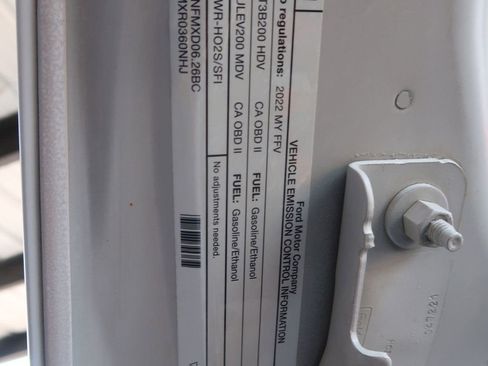 Ford Motor Company
VEHICLE EMISSION CONTROL INFORMATION
regulations: 2022 MY FFV
T3B200 HDV CA OBD II FUEL: Gasoline/Ethanol
ULEV200 MDV CA OBD II FUEL: Gasoline/Ethanol
WR-HO2S/SFI No adjustments needed.
NFMXD06.26BC
MXR0360NHJ